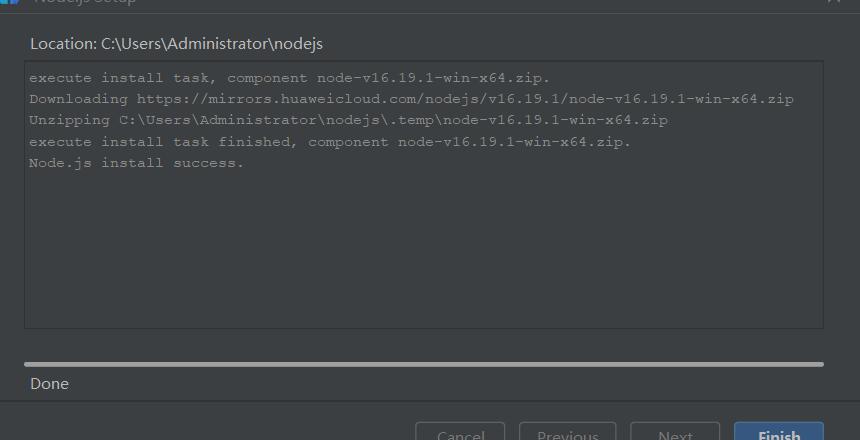 Nodejs Setup
Location: C:\Users\Administrator\nodejs
execute install task, component node-v16.19.1-win-x64.zip.
Downloading https://mirrors.huaweicloud.com/nodejs/v16.19.1/node-v16.19.1-win-x64.zip
Unzipping C:\Users\Administrator\nodejs\.temp\node-v16.19.1-win-x64.zip
execute install task finished, component node-v16.19.1-win-x64.zip.
Node.js install success.
Done
Cancel Previous Next Finish